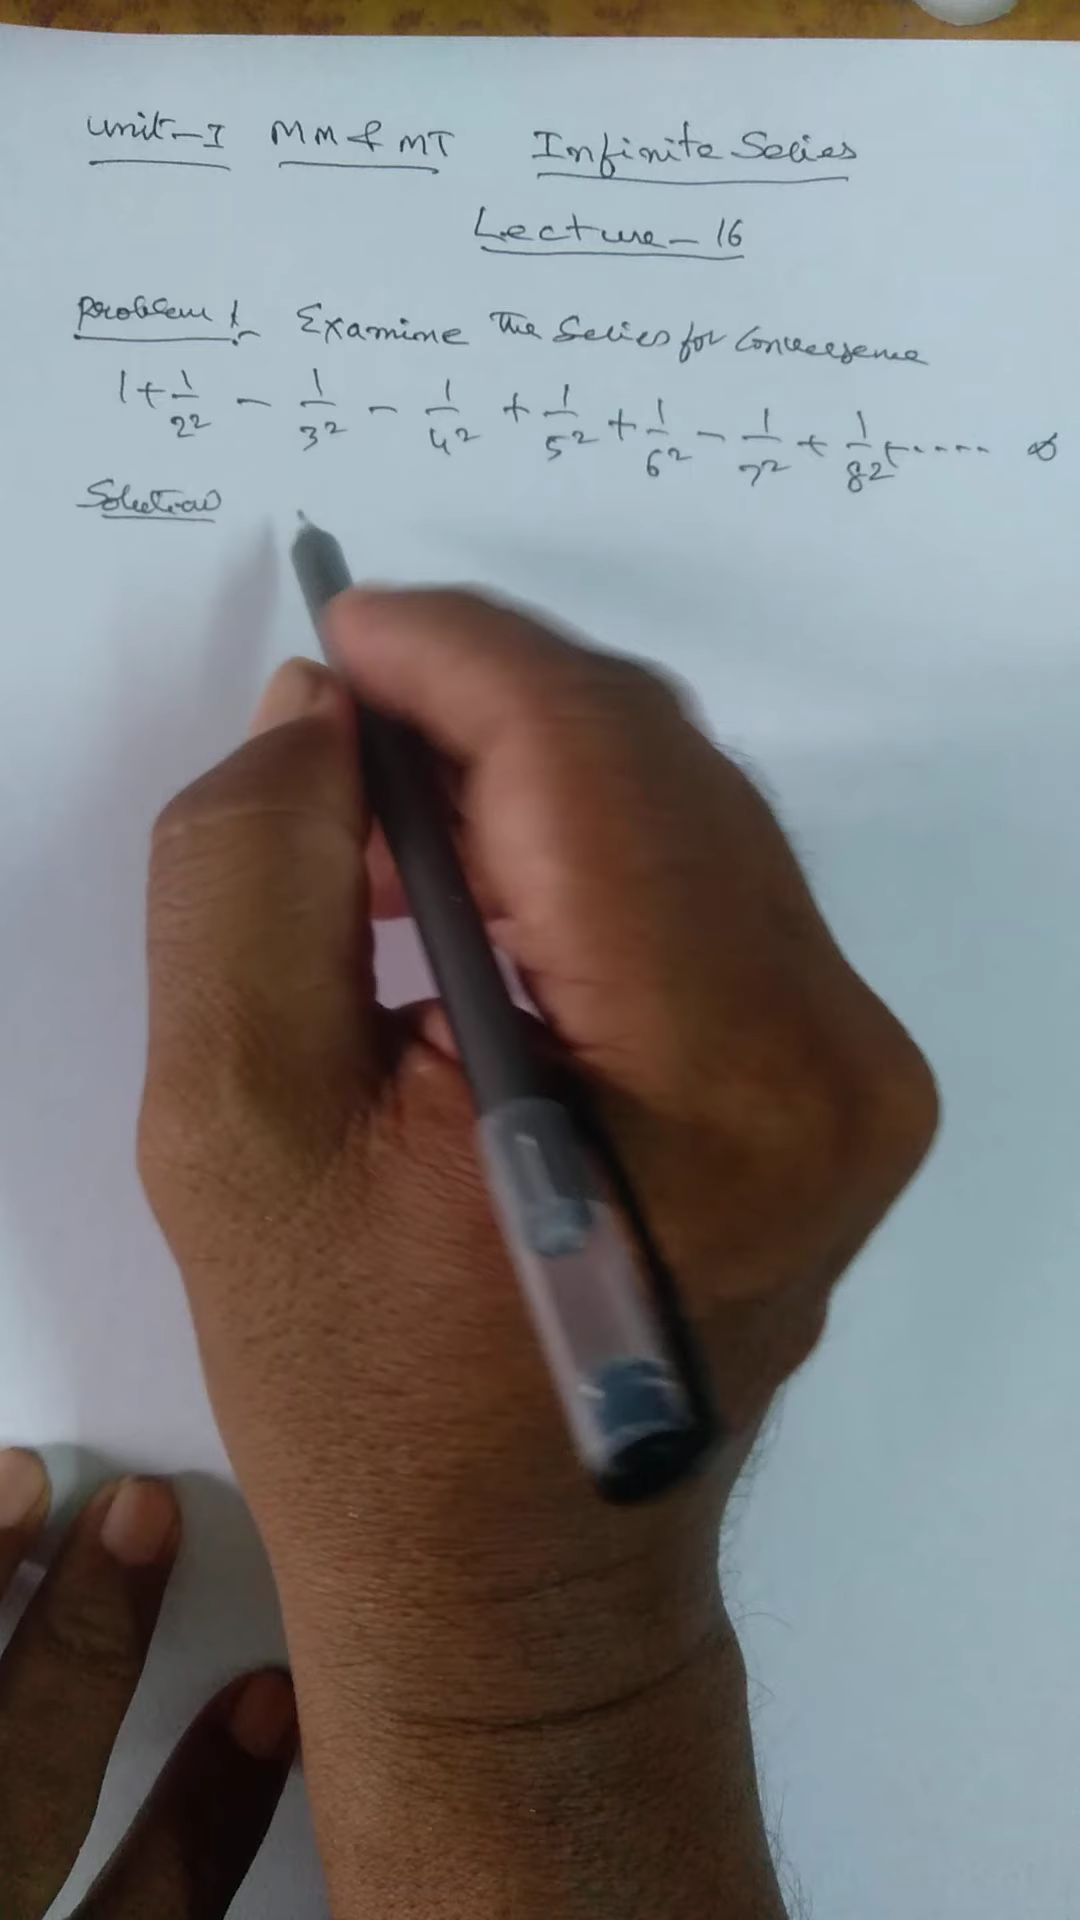 Unit-I MM & MT Infinite Series
Lecture-16
Problem:- Examine the Series for Convergence
1 + 1/2² - 1/3² - 1/4² + 1/5² + 1/6² - 1/7² + 1/8² + ..... ∞
Solution